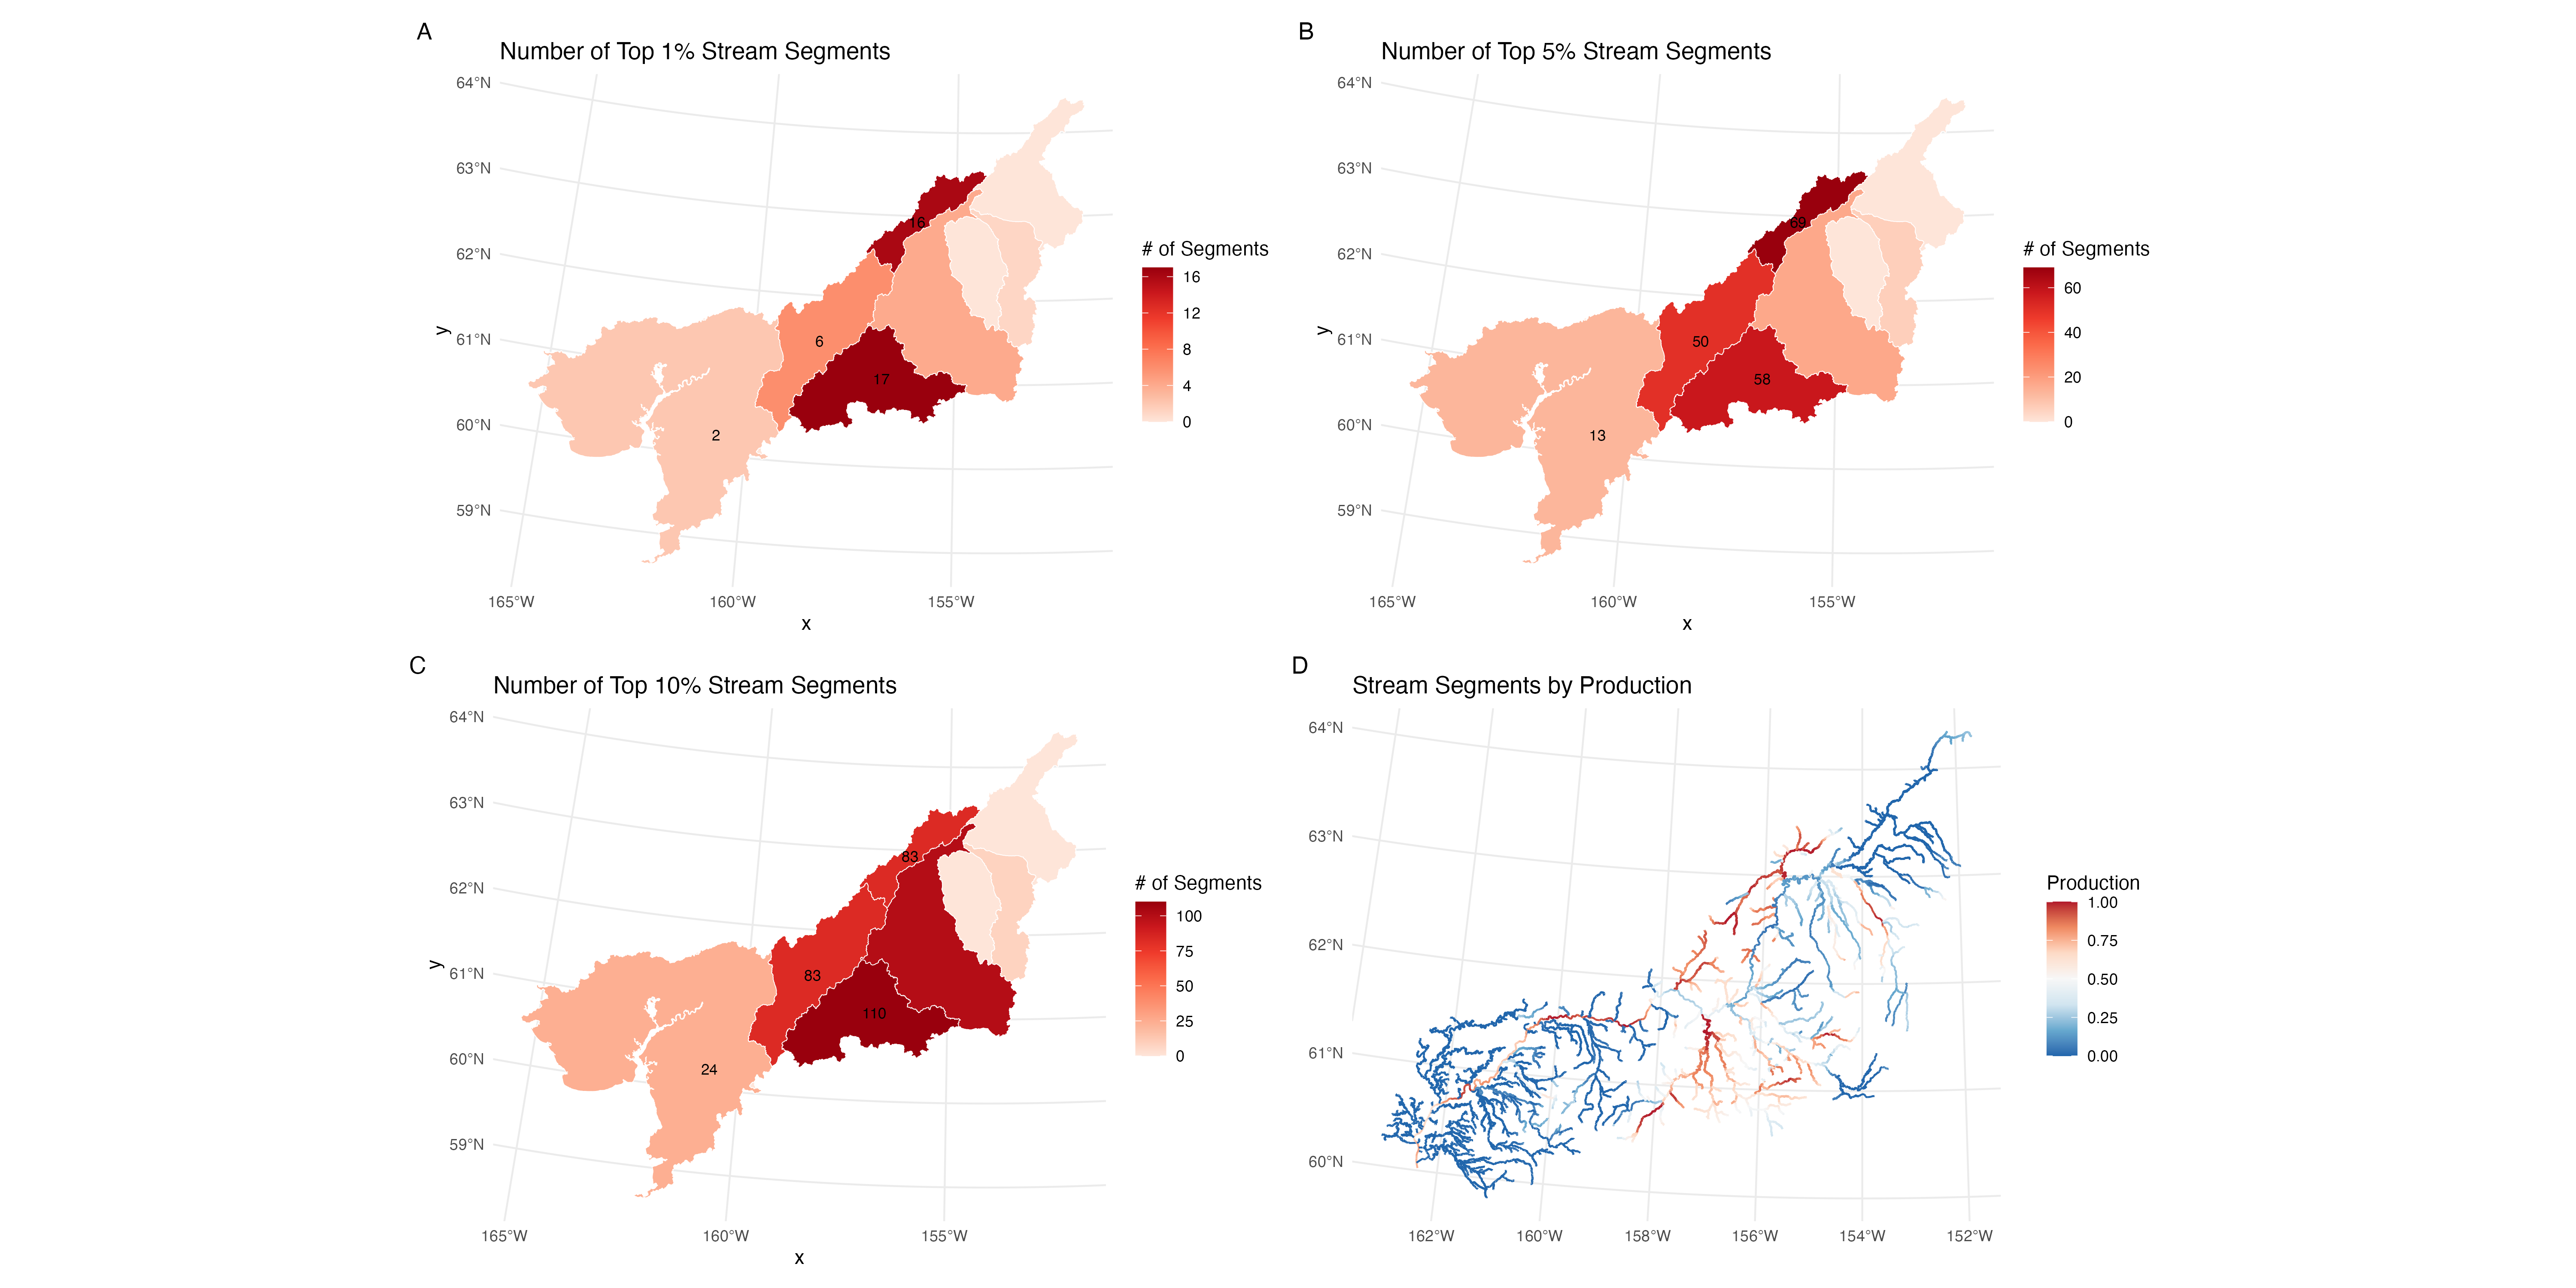 A
Number of Top 1% Stream Segments
64°N
63°N
62°N
61°N
60°N
59°N
y
16
6
17
2
165°W
160°W
155°W
x
# of Segments
16
12
8
4
0
B
Number of Top 5% Stream Segments
64°N
63°N
62°N
61°N
60°N
59°N
y
69
50
58
13
165°W
160°W
155°W
x
# of Segments
60
40
20
0
C
Number of Top 10% Stream Segments
64°N
63°N
62°N
61°N
60°N
59°N
y
83
83
110
24
165°W
160°W
155°W
x
# of Segments
100
75
50
25
0
D
Stream Segments by Production
64°N
63°N
62°N
61°N
60°N
162°W
160°W
158°W
156°W
154°W
152°W
Production
1.00
0.75
0.50
0.25
0.00